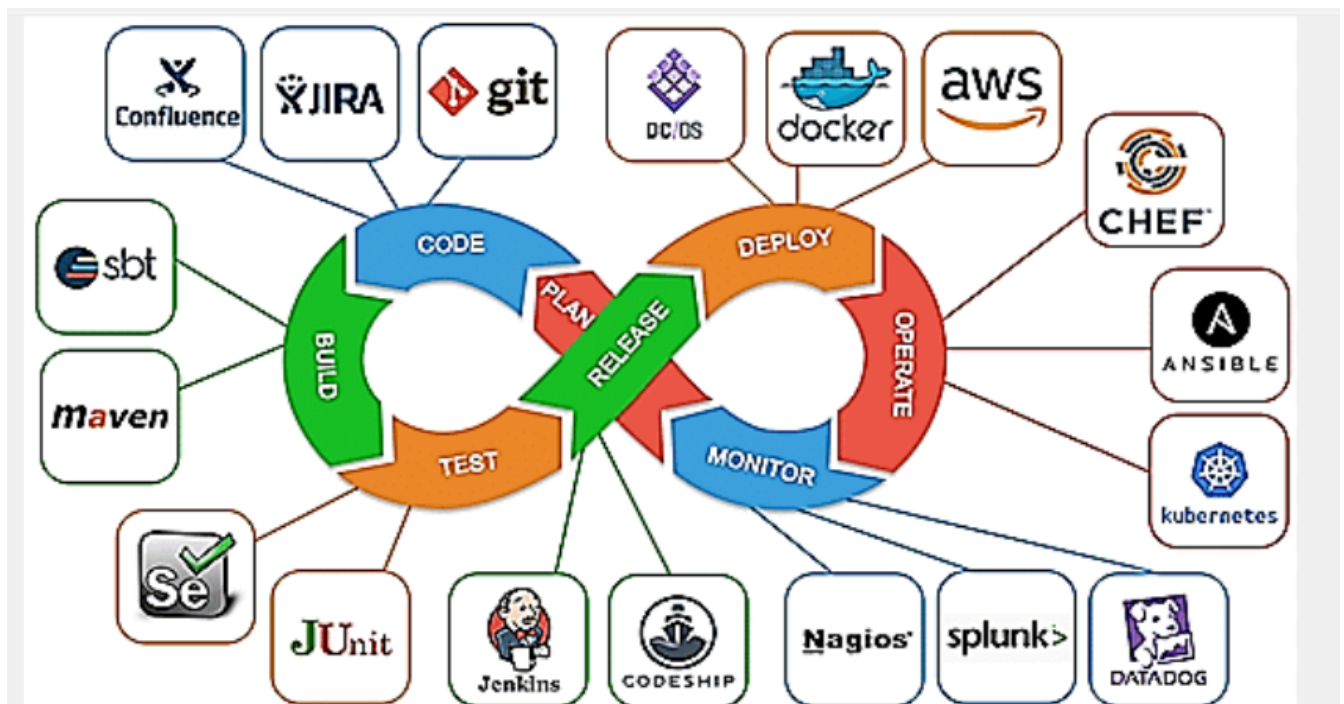 Confluence
JIRA
git
DC/OS
docker
aws
CHEF
sbt
CODE
DEPLOY
PLAN
RELEASE
BUILD
OPERATE
ANSIBLE
maven
TEST
MONITOR
kubernetes
Se
JUnit
Jenkins
CODESHIP
Nagios®
splunk>
DATADOG